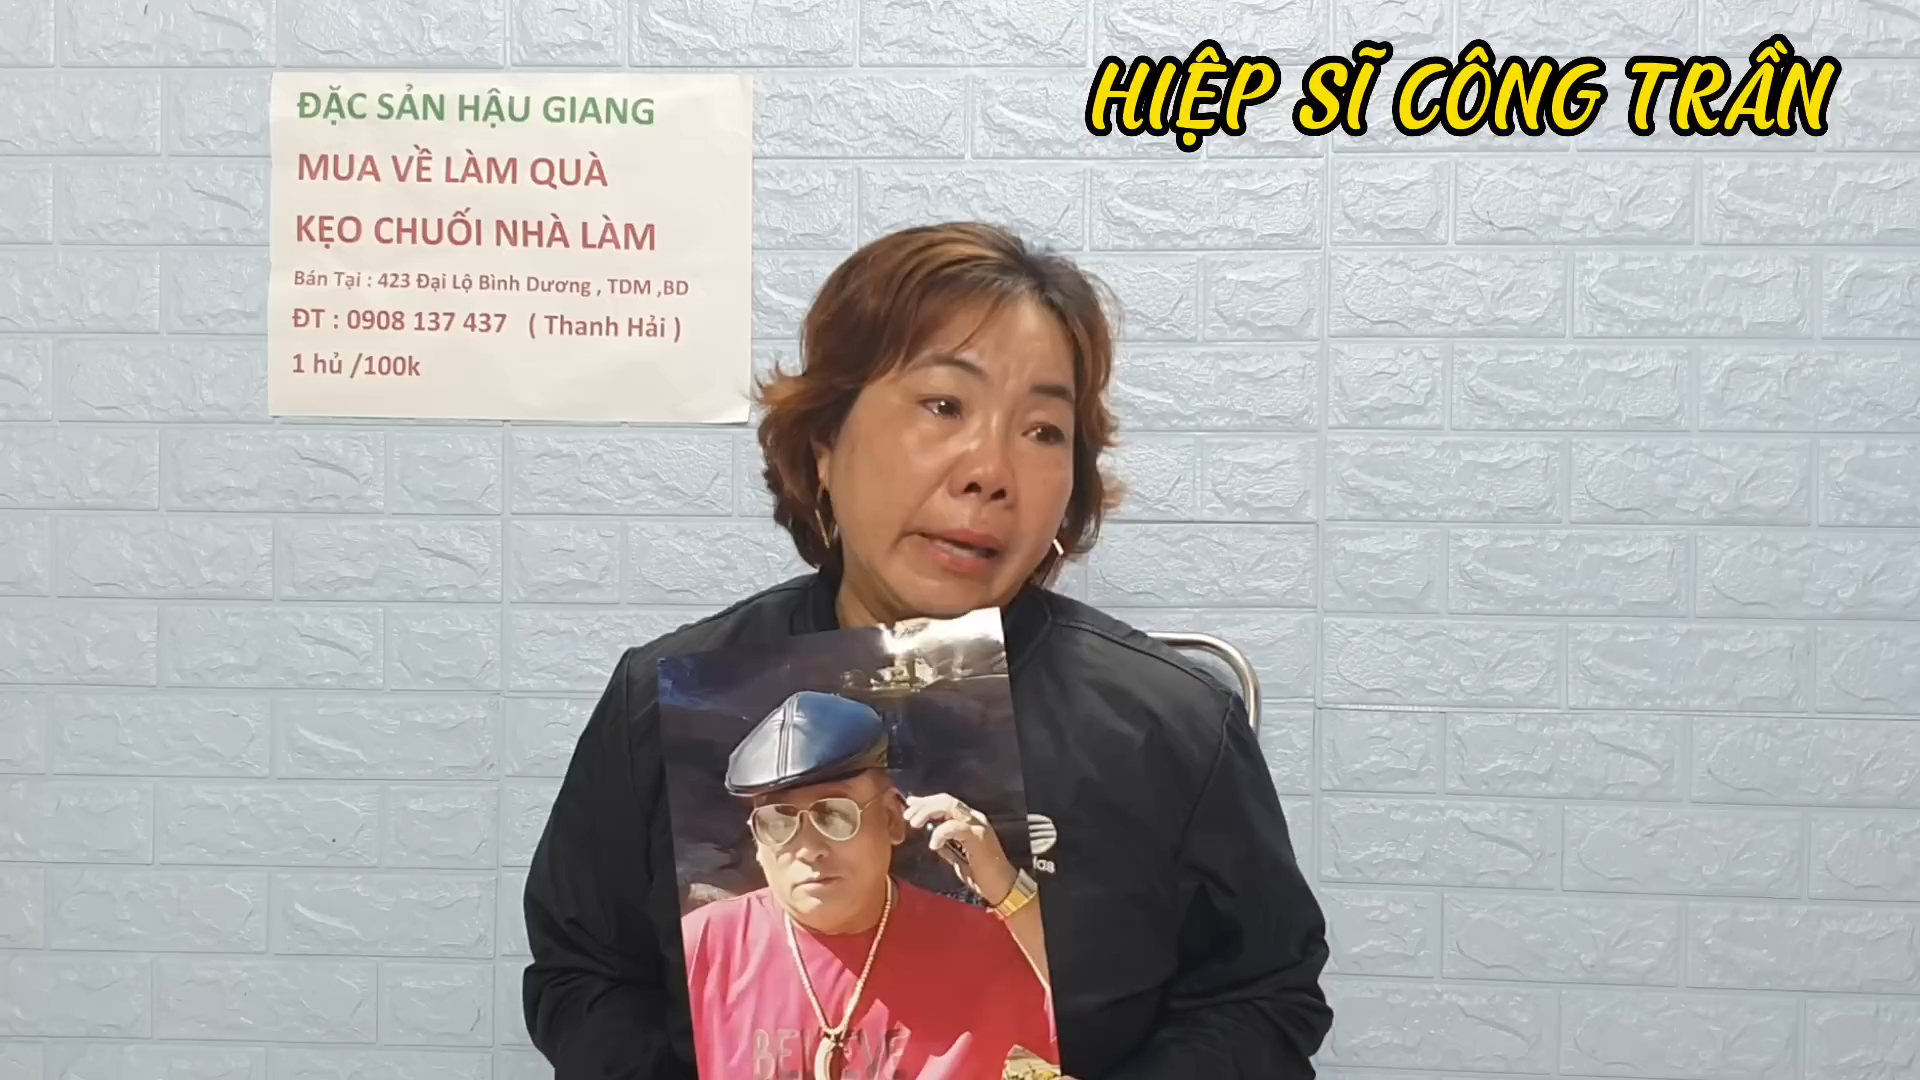 HIỆP SĨ CÔNG TRẦN
ĐẶC SẢN HẬU GIANG
MUA VỀ LÀM QUÀ
KẸO CHUỐI NHÀ LÀM
Bán Tại : 423 Đại Lộ Bình Dương , TDM ,BD
ĐT : 0908 137 437 ( Thanh Hải )
1 hủ /100k